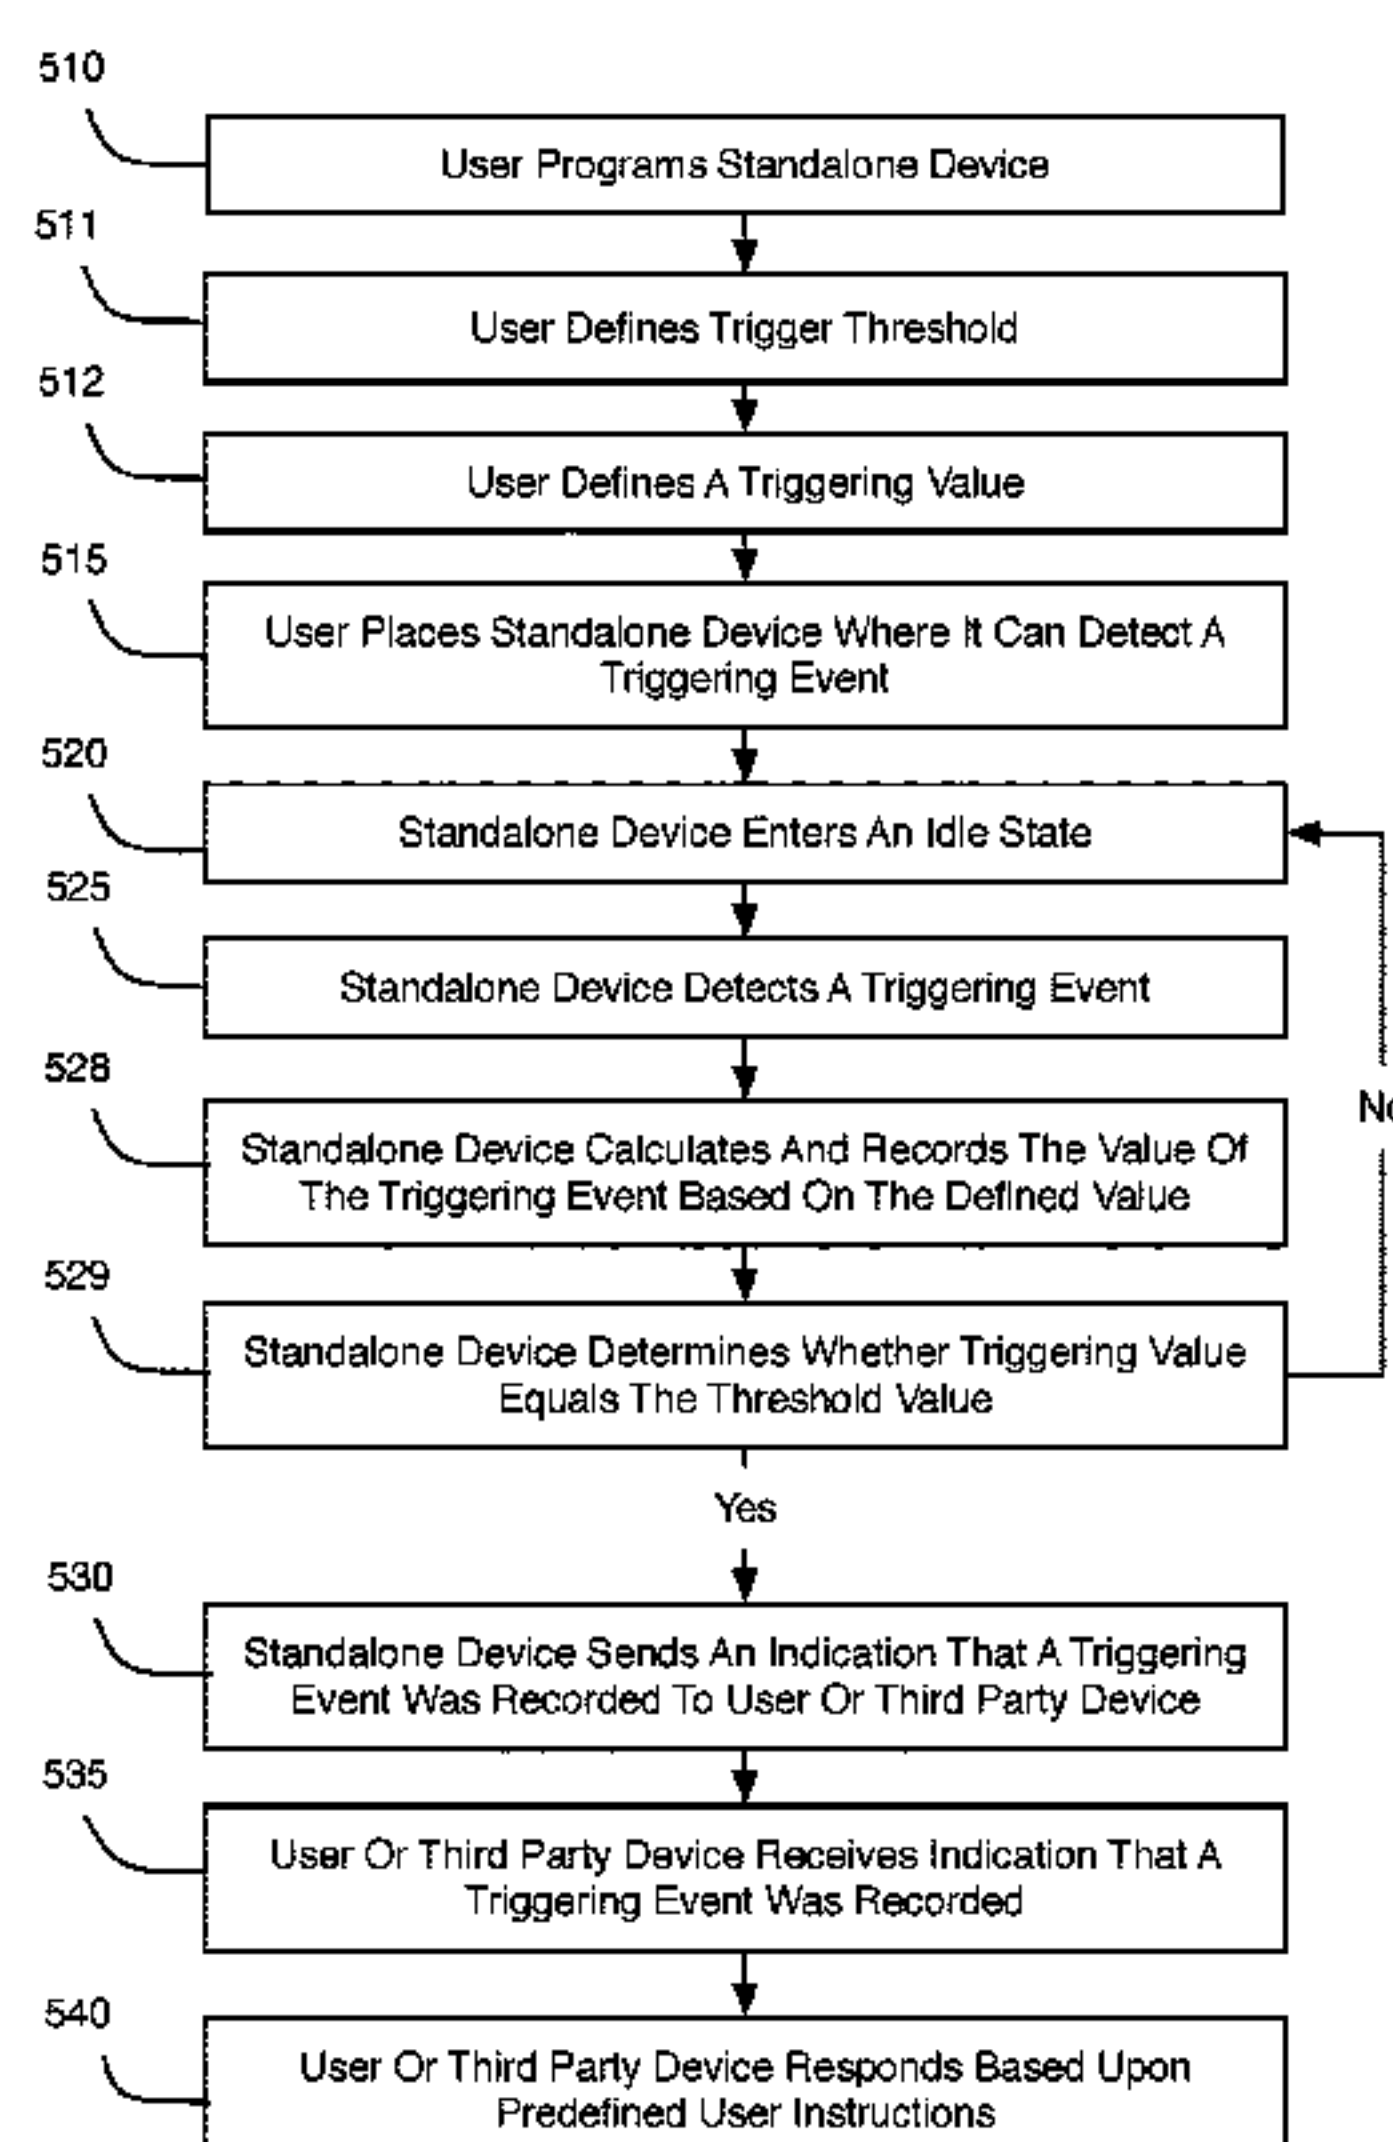 510
User Programs Standalone Device
511
User Defines Trigger Threshold
512
User Defines A Triggering Value
515
User Places Standalone Device Where It Can Detect A
Triggering Event
520
Standalone Device Enters An Idle State
525
Standalone Device Detects A Triggering Event
528
No
Standalone Device Calculates And Records The Value Of
The Triggering Event Based On The Defined Value
529
Standalone Device Determines Whether Triggering Value
Equals The Threshold Value
Yes
530
Standalone Device Sends An Indication That A Triggering
Event Was Recorded To User Or Third Party Device
535
User Or Third Party Device Receives Indication That A
Triggering Event Was Recorded
540
User Or Third Party Device Responds Based Upon
Predefined User Instructions